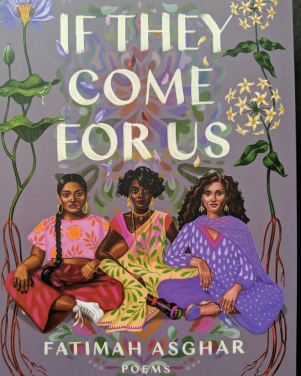 IF THEY
COME
FOR US
FATIMAH ASGHAR
POEMS